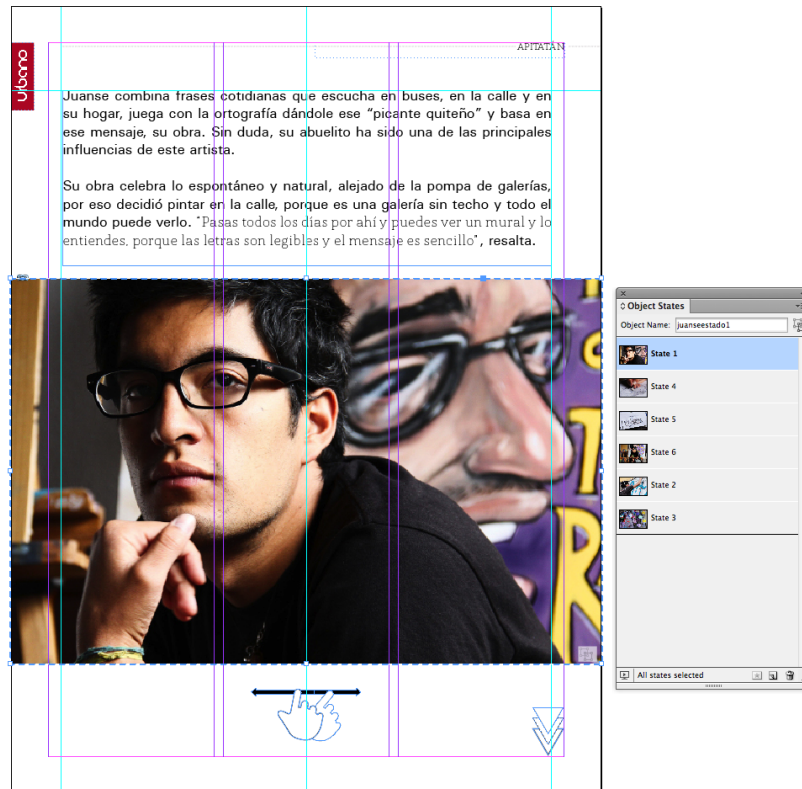 APITATÁN
urbano
Juanse combina frases cotidianas que escucha en buses, en la calle y en
su hogar, juega con la ortografía dándole ese “picante quiteño” y basa en
ese mensaje, su obra. Sin duda, su abuelito ha sido una de las principales
influencias de este artista.
Su obra celebra lo espontáneo y natural, alejado de la pompa de galerías,
por eso decidió pintar en la calle, porque es una galería sin techo y todo el
mundo puede verlo. "Pasas todos los días por ahí y puedes ver un mural y lo
entiendes, porque las letras son legibles y el mensaje es sencillo", resalta.
Object States
Object Name: juanseestado1
State 1
State 4
State 5
State 6
State 2
State 3
All states selected